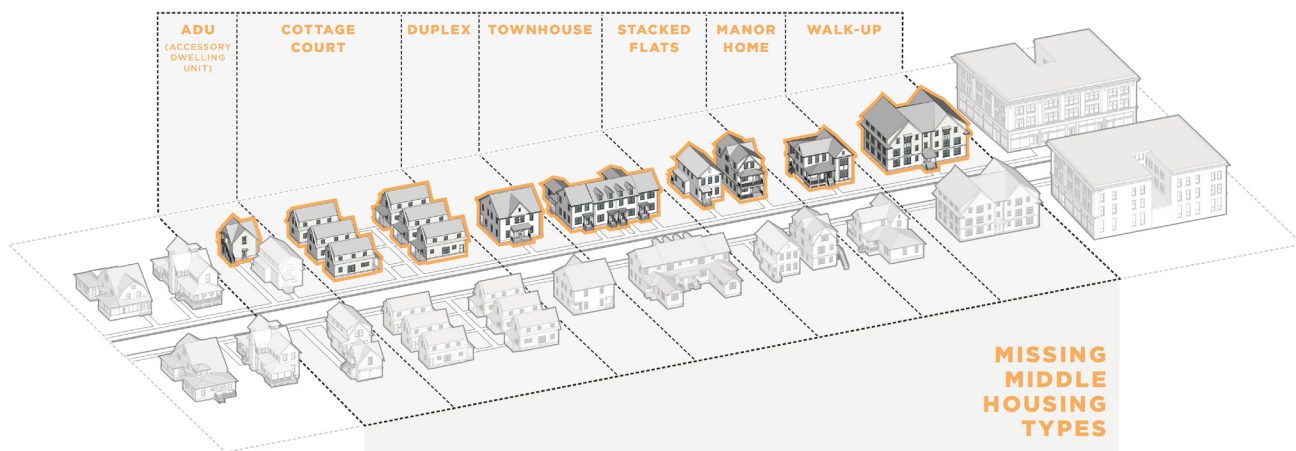 ADU
(ACCESSORY
DWELLING
UNIT)
COTTAGE
COURT
DUPLEX
TOWNHOUSE
STACKED
FLATS
MANOR
HOME
WALK-UP
MISSING
MIDDLE
HOUSING
TYPES